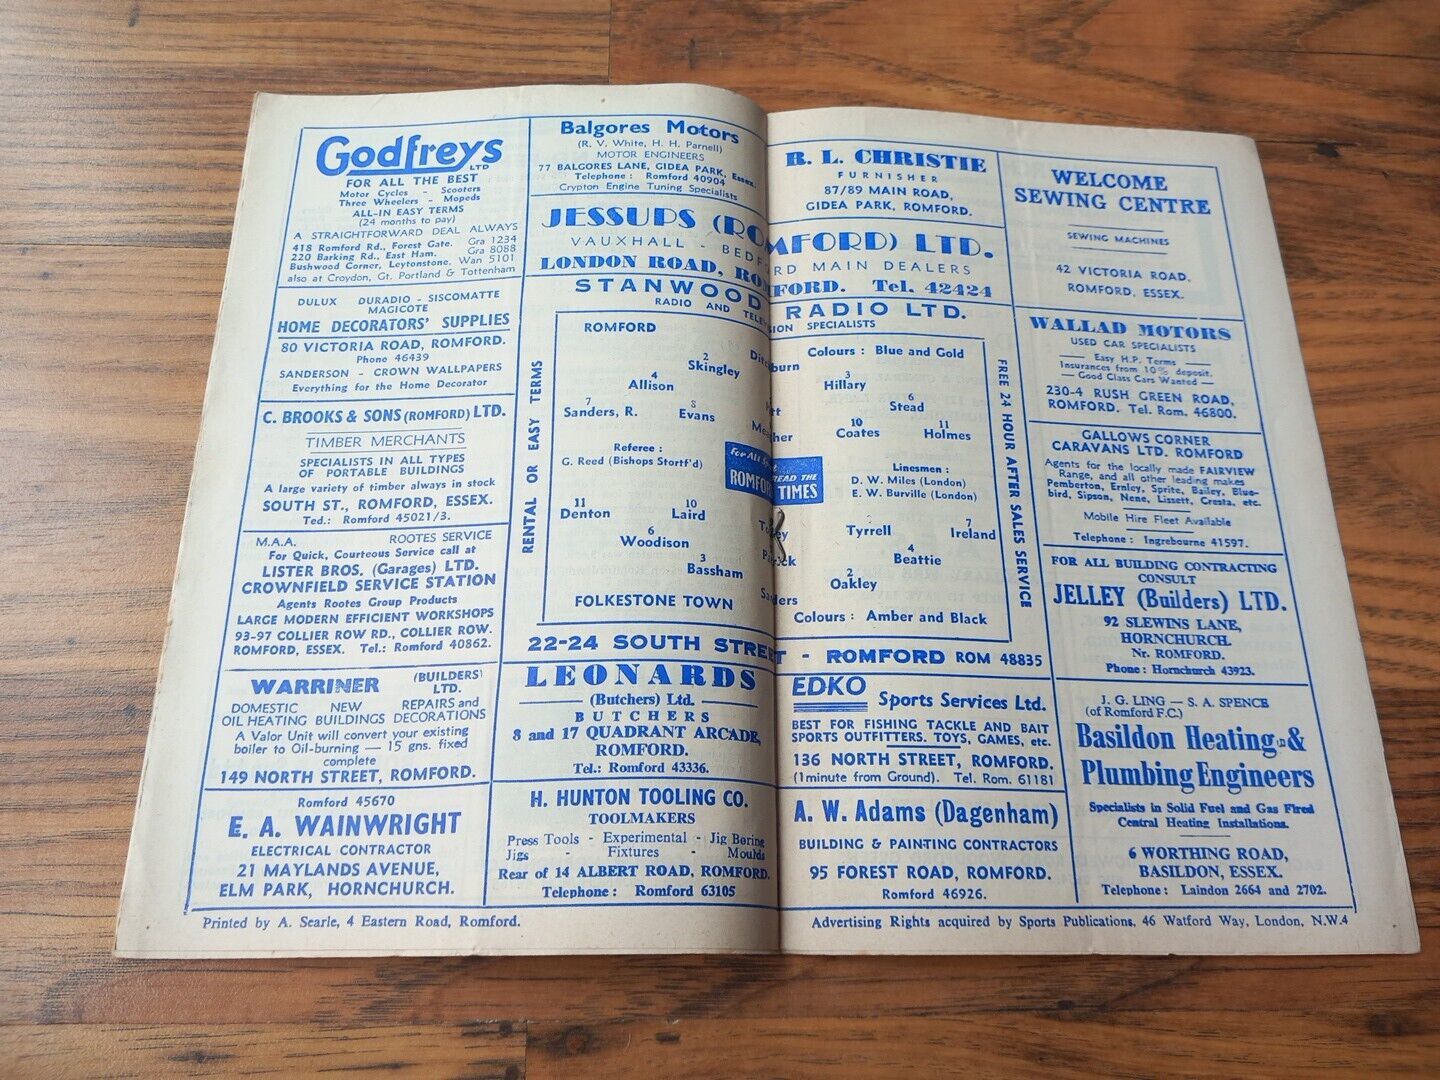 Godfreys
LTD
FOR ALL THE BEST
Motor Cycles - Scooters
Three Wheelers - Mopeds
ALL-IN EASY TERMS
(24 months to pay)
A STRAIGHTFORWARD DEAL ALWAYS
418 Romford Rd., Forest Gate. Gra 1234
220 Barking Rd., East Ham. Gra 8088
Bushwood Corner, Leytonstone. Wan 5101
also at Croydon, Gt. Portland & Tottenham
DULUX DURADIO - SISCOMATTE
MAGICOTE
HOME DECORATORS' SUPPLIES
80 VICTORIA ROAD, ROMFORD.
Phone 46439
SANDERSON - CROWN WALLPAPERS
Everything for the Home Decorator
C. BROOKS & SONS (ROMFORD) LTD.
TIMBER MERCHANTS
SPECIALISTS IN ALL TYPES
OF PORTABLE BUILDINGS
A large variety of timber always in stock
SOUTH ST., ROMFORD, ESSEX.
Ted.: Romford 45021/3.
M.A.A. ROOTES SERVICE
For Quick, Courteous Service call at
LISTER BROS. (Garages) LTD.
CROWNFIELD SERVICE STATION
Agents Rootes Group Products
LARGE MODERN EFFICIENT WORKSHOPS
93-97 COLLIER ROW RD., COLLIER ROW.
ROMFORD, ESSEX. Tel.: Romford 40862.
WARRINER (BUILDERS) LTD.
DOMESTIC NEW REPAIRS and
OIL HEATING BUILDINGS DECORATIONS
A Valor Unit will convert your existing
boiler to Oil-burning — 15 gns. fixed
complete
149 NORTH STREET, ROMFORD.
Romford 45670
E. A. WAINWRIGHT
ELECTRICAL CONTRACTOR
21 MAYLANDS AVENUE,
ELM PARK, HORNCHURCH.
Printed by A. Searle, 4 Eastern Road, Romford.
Balgores Motors
(R. V. White, H. H. Parnell)
MOTOR ENGINEERS
77 BALGORES LANE, GIDEA PARK, Essex.
Telephone: Romford 40904
Crypton Engine Tuning Specialists
R. L. CHRISTIE
FURNISHER
87/89 MAIN ROAD,
GIDEA PARK, ROMFORD.
JESSUPS (ROMFORD) LTD.
VAUXHALL - BEDFORD MAIN DEALERS
LONDON ROAD, ROMFORD. Tel. 42424
STANWOOD RADIO LTD.
RADIO AND TELEVISION SPECIALISTS
RENTAL OR EASY TERMS
FREE 24 HOUR AFTER SALES SERVICE
ROMFORD
Colours: Blue and Gold
2
Skingley
3
Hillary
4
Allison
6
Stead
7
Sanders, R.
8
Evans
10
Coates
11
Holmes
Referee:
G. Reed (Bishops Stortf'd)
READ THE
ROMFORD TIMES
Linesmen:
D. W. Miles (London)
E. W. Burville (London)
11
Denton
10
Laird
Tyrrell
7
Ireland
6
Woodison
4
Beattie
3
Bassham
2
Oakley
FOLKESTONE TOWN
Colours: Amber and Black
22-24 SOUTH STREET - ROMFORD ROM 48835
LEONARDS
(Butchers) Ltd.
BUTCHERS
8 and 17 QUADRANT ARCADE,
ROMFORD.
Tel.: Romford 43336.
EDKO Sports Services Ltd.
BEST FOR FISHING TACKLE AND BAIT
SPORTS OUTFITTERS. TOYS, GAMES, etc.
136 NORTH STREET, ROMFORD.
(1 minute from Ground). Tel. Rom. 61181
H. HUNTON TOOLING CO.
TOOLMAKERS
Press Tools - Experimental - Jig Boring
Jigs - Fixtures - Moulds
Rear of 14 ALBERT ROAD, ROMFORD.
Telephone: Romford 63105
A. W. Adams (Dagenham)
BUILDING & PAINTING CONTRACTORS
95 FOREST ROAD, ROMFORD.
Romford 46926.
WELCOME
SEWING CENTRE
SEWING MACHINES
42 VICTORIA ROAD,
ROMFORD, ESSEX.
WALLAD MOTORS
USED CAR SPECIALISTS
— Easy H.P. Terms —
Insurances from 10% deposit.
— Good Class Cars Wanted —
230-4 RUSH GREEN ROAD,
ROMFORD. Tel. Rom. 46800.
GALLOWS CORNER
CARAVANS LTD. ROMFORD
Agents for the locally made FAIRVIEW
Range, and all other leading makes
Pemberton, Ernley, Sprite, Bailey, Blue-
bird, Sipson, Nene, Lissett, Cresta, etc.
Mobile Hire Fleet Available
Telephone: Ingrebourne 41597.
FOR ALL BUILDING CONTRACTING
CONSULT
JELLEY (Builders) LTD.
92 SLEWINS LANE,
HORNCHURCH.
Nr. ROMFORD.
Phone: Hornchurch 43923.
J. G. LING — S. A. SPENCE
(of Romford F.C.)
Basildon Heating &
Plumbing Engineers
Specialists in Solid Fuel and Gas Fired
Central Heating Installations.
6 WORTHING ROAD,
BASILDON, ESSEX.
Telephone: Laindon 2664 and 2702.
Advertising Rights acquired by Sports Publications, 46 Watford Way, London, N.W.4